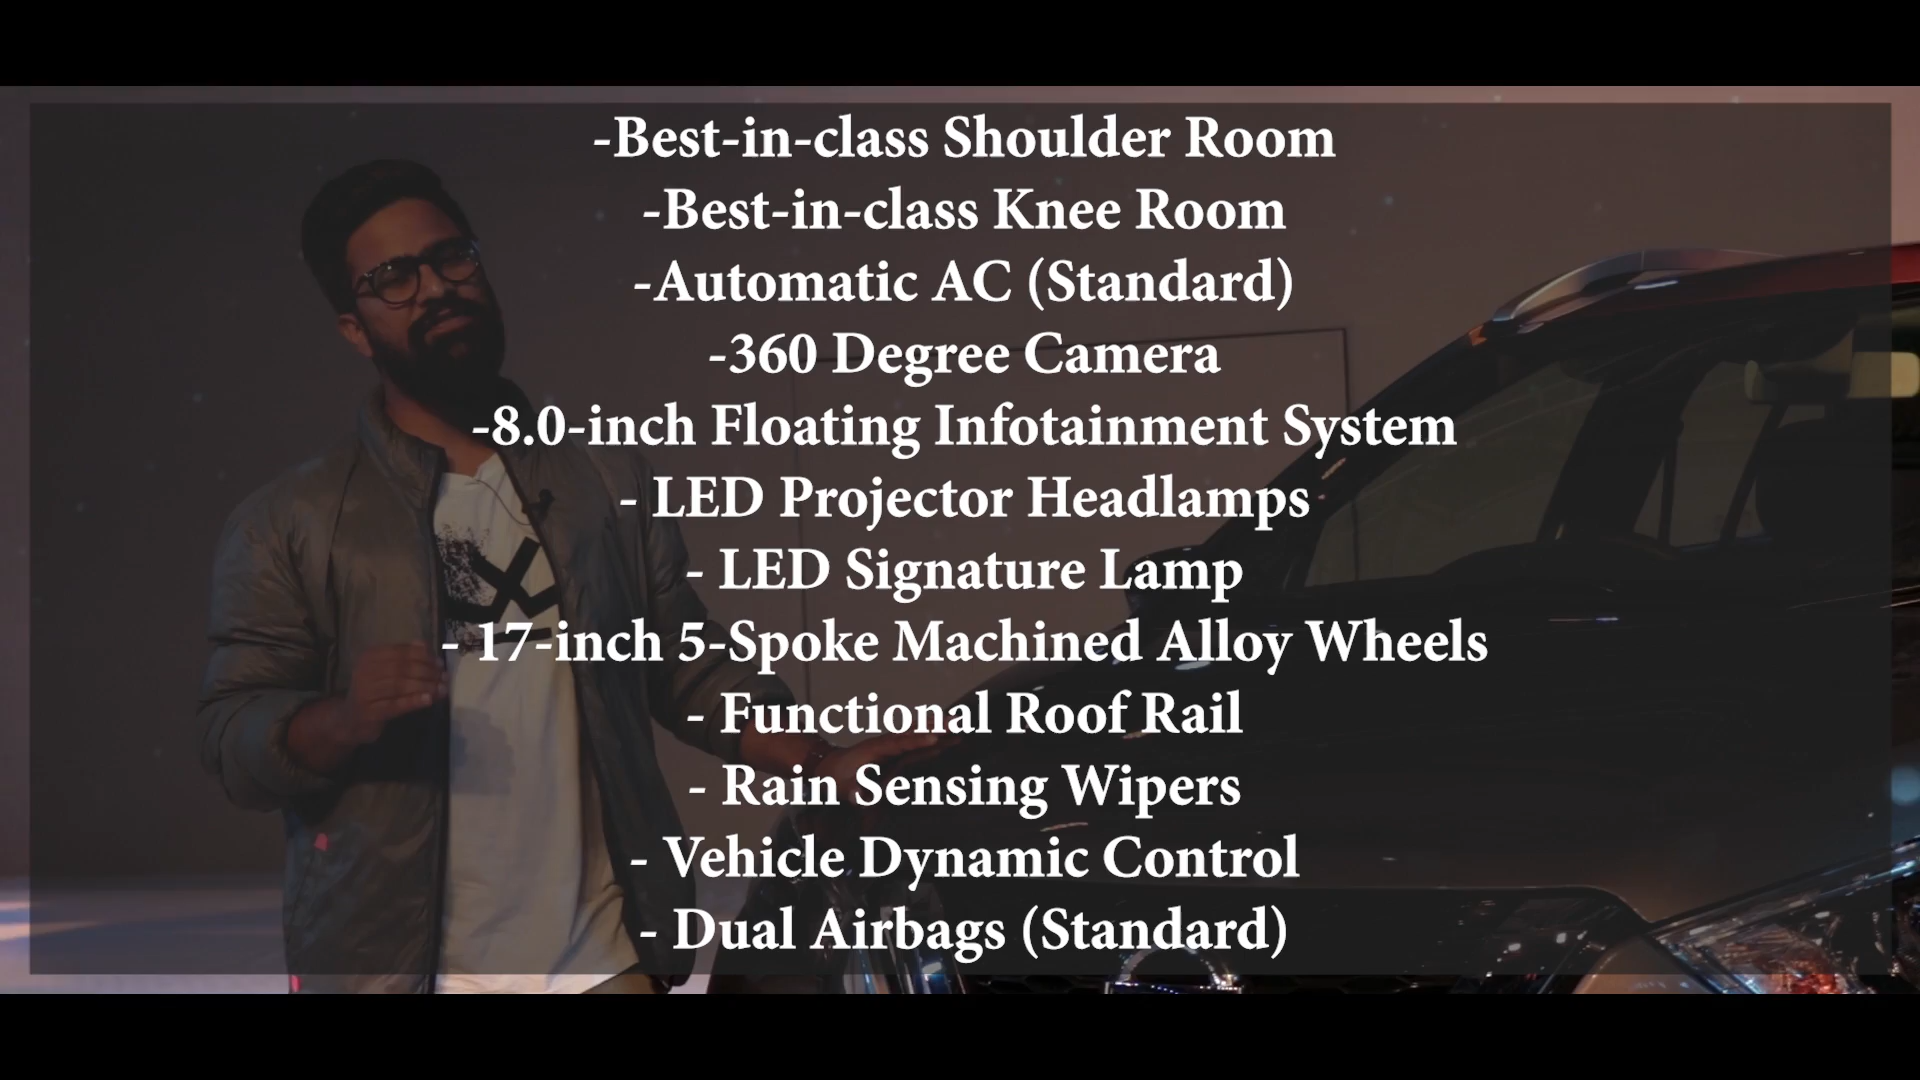 -Best-in-class Shoulder Room
-Best-in-class Knee Room
-Automatic AC (Standard)
-360 Degree Camera
-8.0-inch Floating Infotainment System
- LED Projector Headlamps
- LED Signature Lamp
- 17-inch 5-Spoke Machined Alloy Wheels
- Functional Roof Rail
- Rain Sensing Wipers
- Vehicle Dynamic Control
- Dual Airbags (Standard)